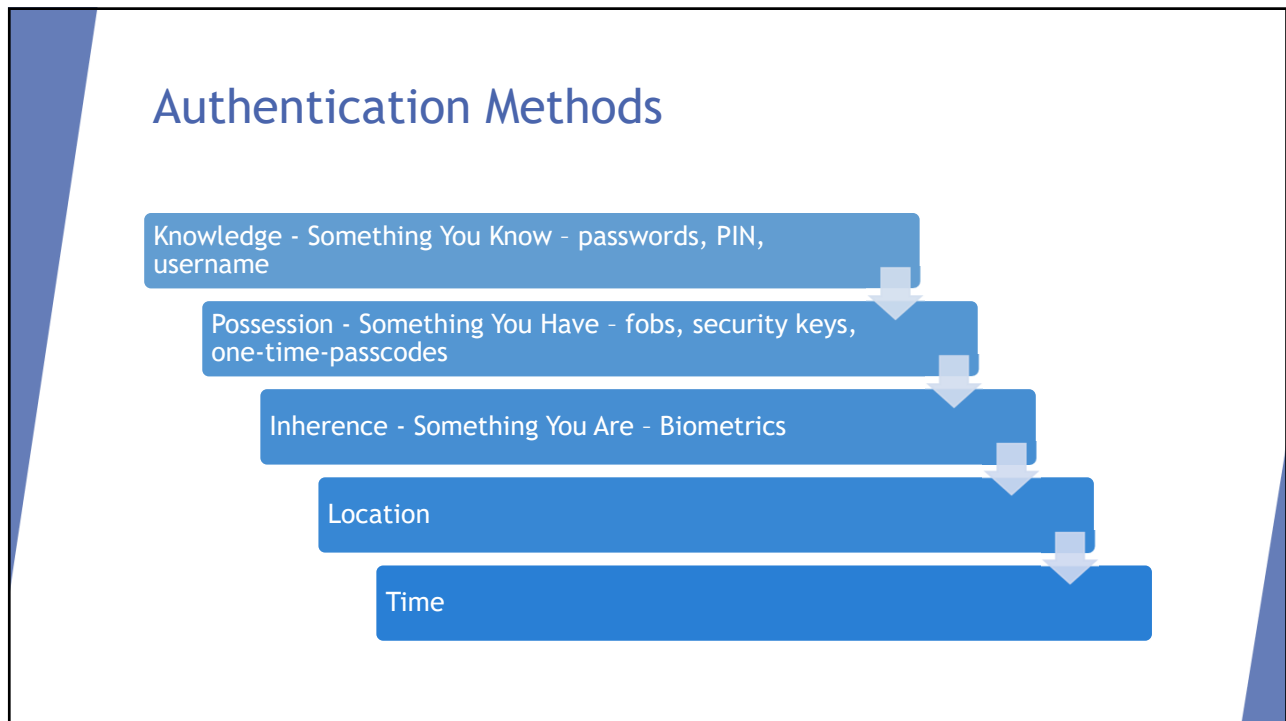 Authentication Methods
Knowledge - Something You Know – passwords, PIN,
username
Possession - Something You Have – fobs, security keys,
one-time-passcodes
Inherence - Something You Are – Biometrics
Location
Time